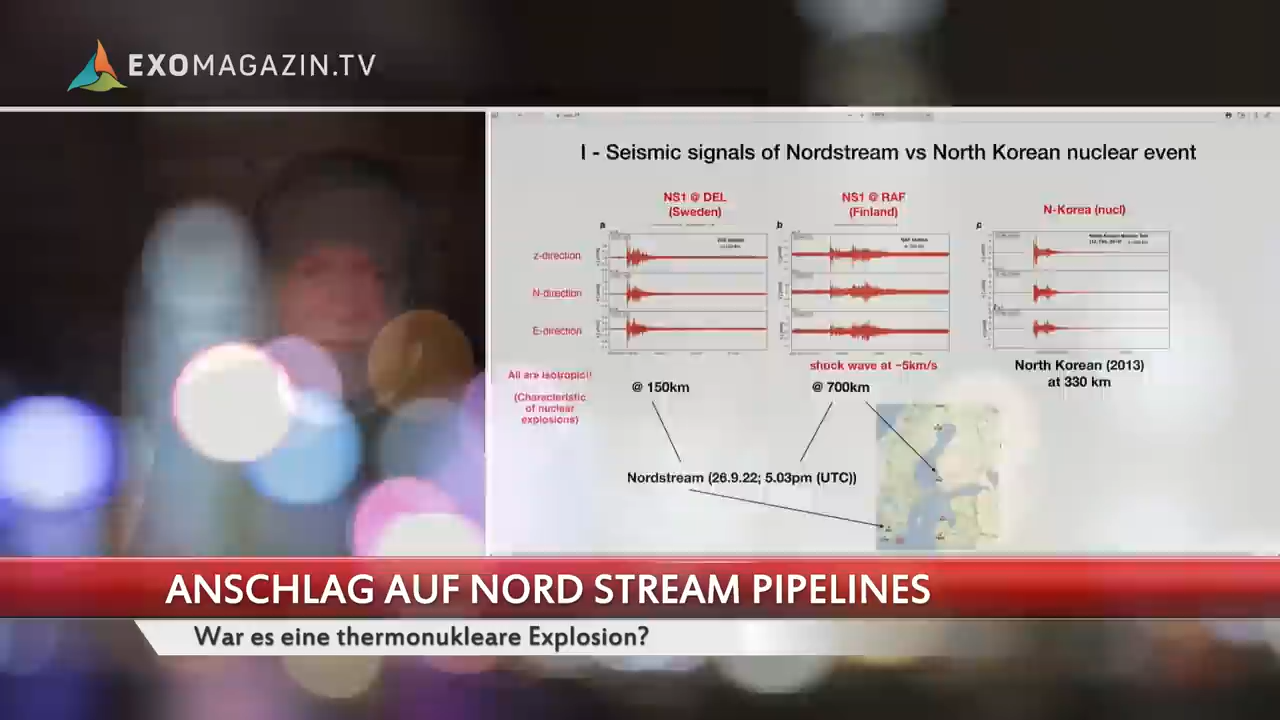 EXOMAGAZIN.TV
I - Seismic signals of Nordstream vs North Korean nuclear event
NS1 @ DEL
(Sweden)
NS1 @ RAF
(Finland)
N-Korea (nucl)
a
b
c
z-direction
N-direction
E-direction
shock wave at ~5km/s
North Korean (2013)
at 330 km
All are isotropic!
(Characteristic
of nuclear
explosions)
@ 150km
@ 700km
Nordstream (26.9.22; 5.03pm (UTC))
ANSCHLAG AUF NORD STREAM PIPELINES
War es eine thermonukleare Explosion?